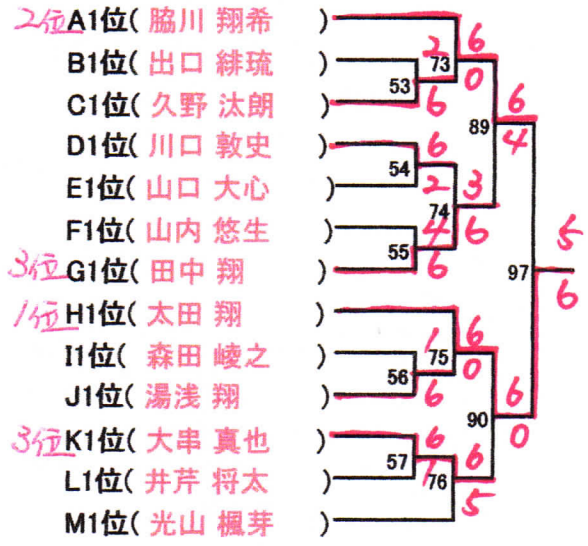 2位 A1位( 脇川 翔希 )
B1位( 出口 緋琉 )
C1位( 久野 汰朗 )
D1位( 川口 敦史 )
E1位( 山口 大心 )
F1位( 山内 悠生 )
3位 G1位( 田中 翔 )
1位 H1位( 太田 翔 )
I1位( 森田 崚之 )
J1位( 湯浅 翔 )
3位 K1位( 大串 真也 )
L1位( 井芹 将太 )
M1位( 光山 楓芽 )
53 2 6
54 6 2
55 4 6
56 1 6
57 6 1
73 6 0
74 3 6
75 6 0
76 6 5
89 6 4
90 6 0
97 5 6